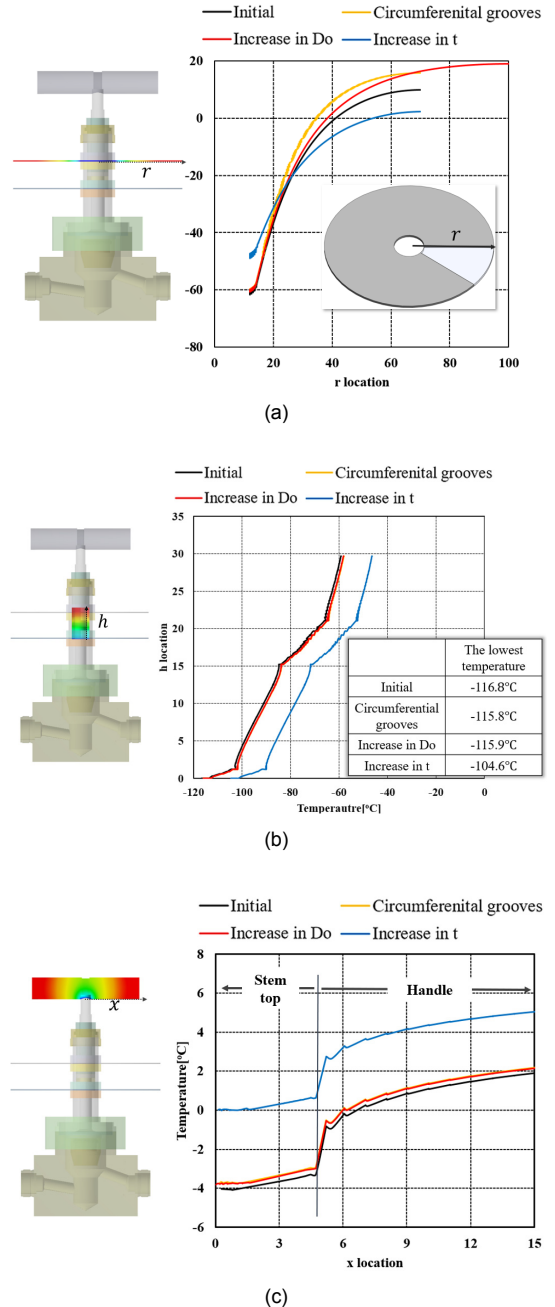 Initial
Circumferenital grooves
Increase in Do
Increase in t
r
20
0
-20
-40
-60
-80
r
0
20
40
60
80
100
r location
(a)
Initial
Circumferenital grooves
Increase in Do
Increase in t
h
h location
35
30
25
20
15
10
5
0
The lowest
temperature
Initial
-116.8°C
Circumferential
grooves
-115.8°C
Increase in Do
-115.9°C
Increase in t
-104.6°C
-120
-100
-80
-60
-40
-20
0
Temperautre[°C]
(b)
Initial
Circumferenital grooves
Increase in Do
Increase in t
x
Temperature[°C]
8
6
4
2
0
-2
-4
-6
Stem
top
Handle
0
3
6
9
12
15
x location
(c)